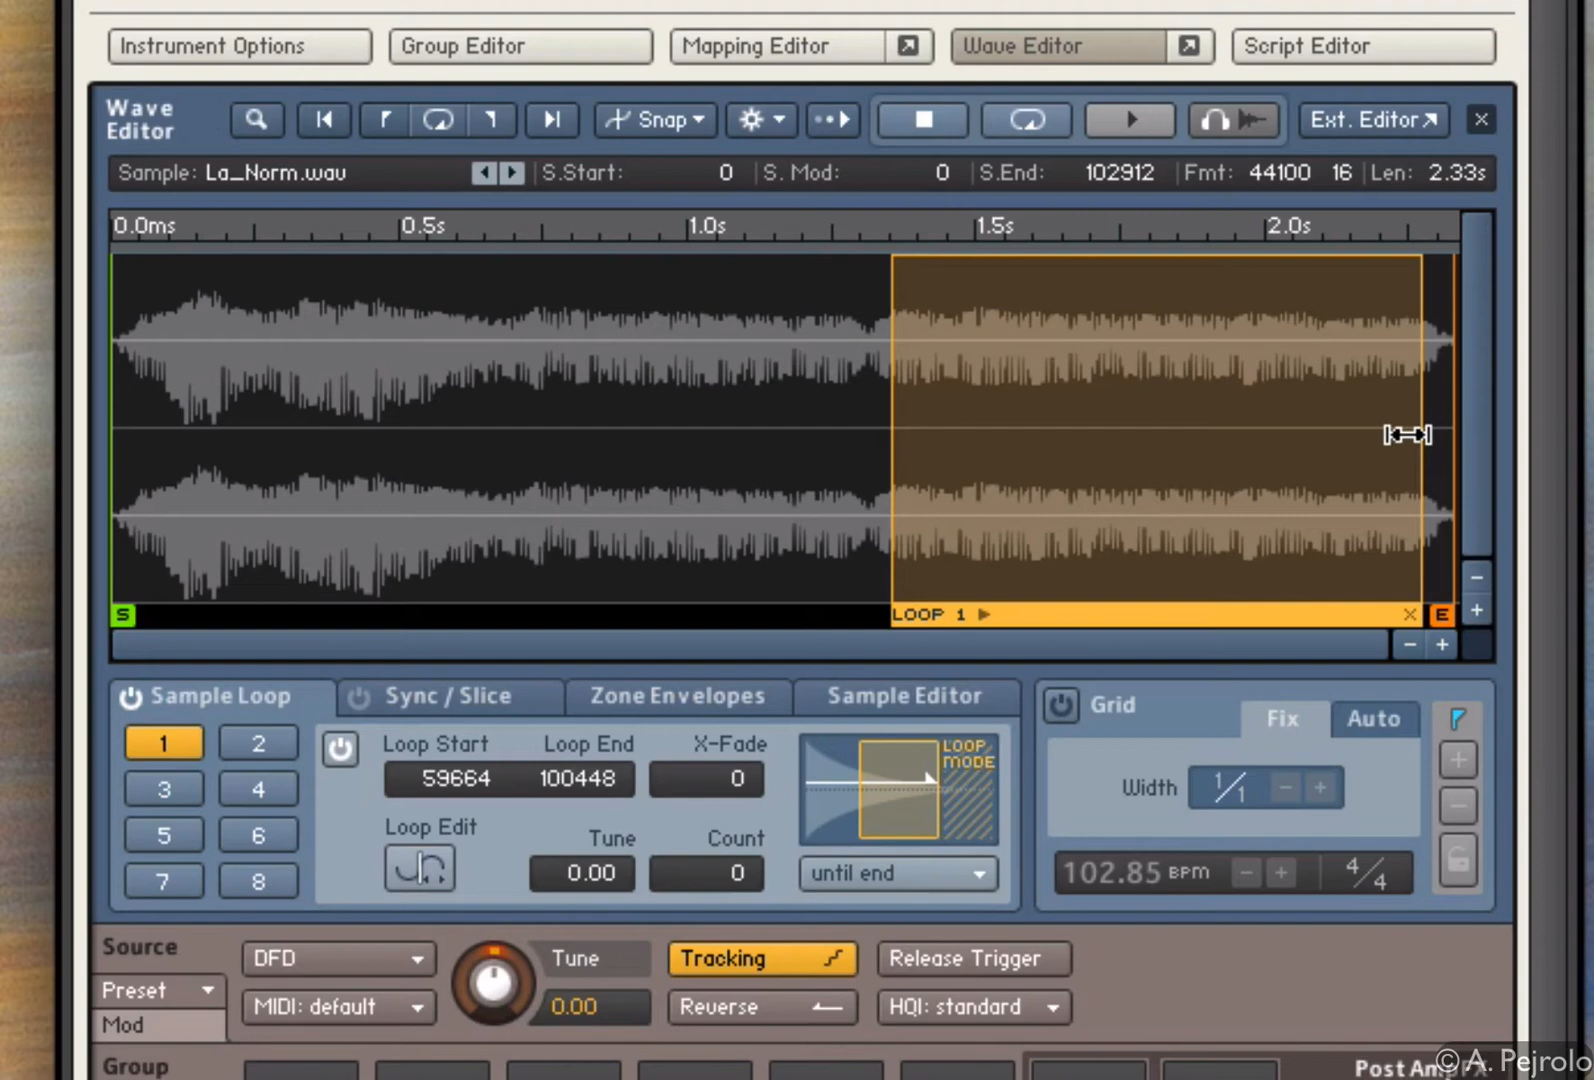 Instrument Options
Group Editor
Mapping Editor
Wave Editor
Script Editor
Wave Editor
Snap
Ext. Editor
Sample: La_Norm.wav
S.Start: 0
S. Mod: 0
S.End: 102912
Fmt: 44100 16
Len: 2.33s
0.0ms 0.5s 1.0s 1.5s 2.0s
S
LOOP 1
E
Sample Loop
Sync / Slice
Zone Envelopes
Sample Editor
Grid
Fix
Auto
1 2
3 4
5 6
7 8
Loop Start
Loop End
X-Fade
59664
100448
0
Loop Edit
Tune
Count
0.00
0
LOOP
MODE
until end
Width
1/1
102.85 BPM
4/4
Source
DFD
Tune
Tracking
Release Trigger
Preset
MIDI: default
0.00
Reverse
HQI: standard
Mod
Group
Post Amp FX
© A. Pejrolo